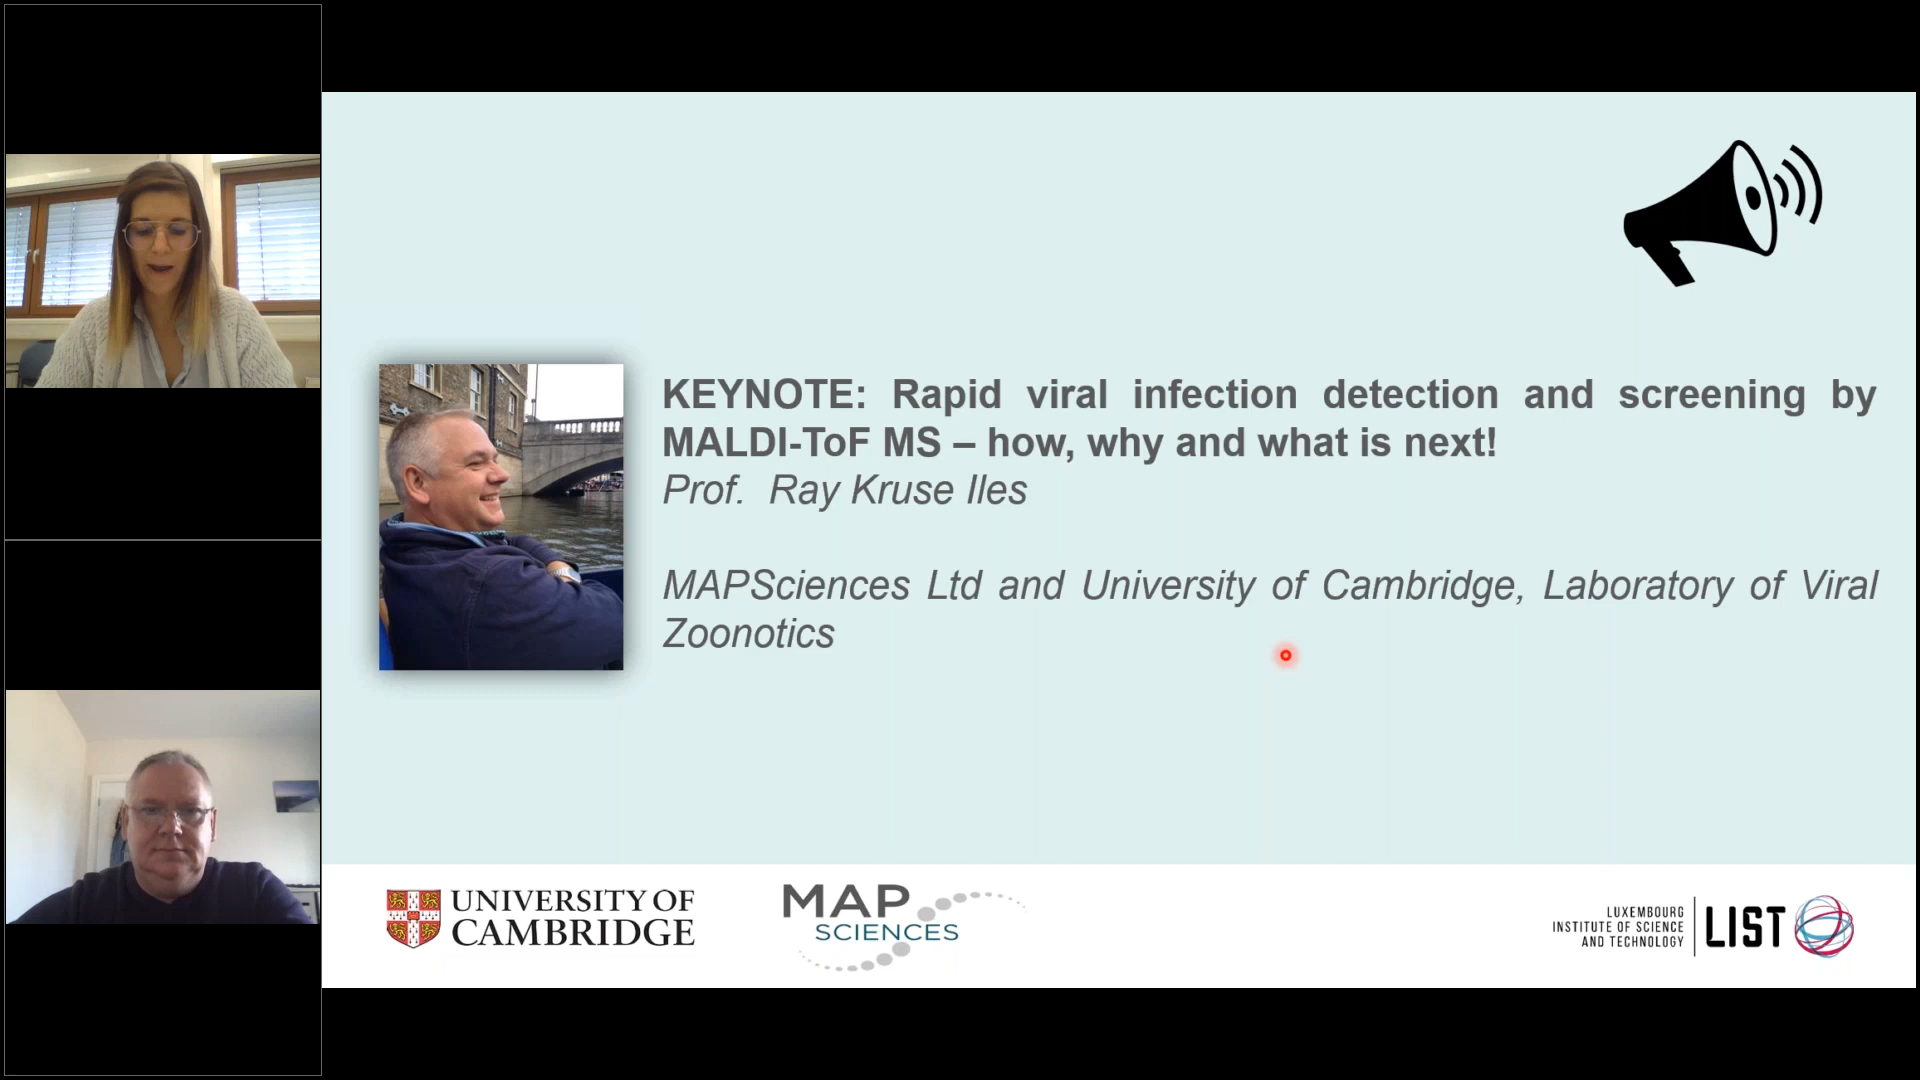 KEYNOTE: Rapid viral infection detection and screening by
MALDI-ToF MS – how, why and what is next!
Prof. Ray Kruse Iles
MAPSciences Ltd and University of Cambridge, Laboratory of Viral
Zoonotics
UNIVERSITY OF
CAMBRIDGE
MAP
SCIENCES
LUXEMBOURG
INSTITUTE OF SCIENCE
AND TECHNOLOGY
LIST